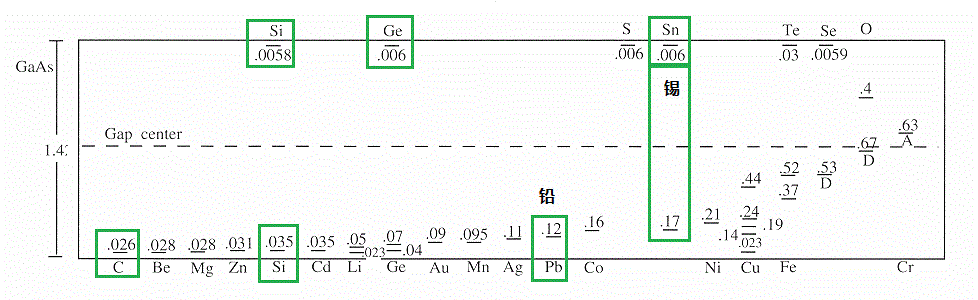 Si Ge S Sn Te Se O
.0058 .006 .006 .006 .03 .0059
GaAs
锡
.4
Gap center
.63
A
1.42
.67
D
.52
.53
D
.44
.37
铅
.026 .028 .028 .031 .035 .035 .05 .07 .09 .095 .11 .12 .16 .17 .21 .24 .19
.14
.023 .04 .023
C Be Mg Zn Si Cd Li Ge Au Mn Ag Pb Co Ni Cu Fe Cr